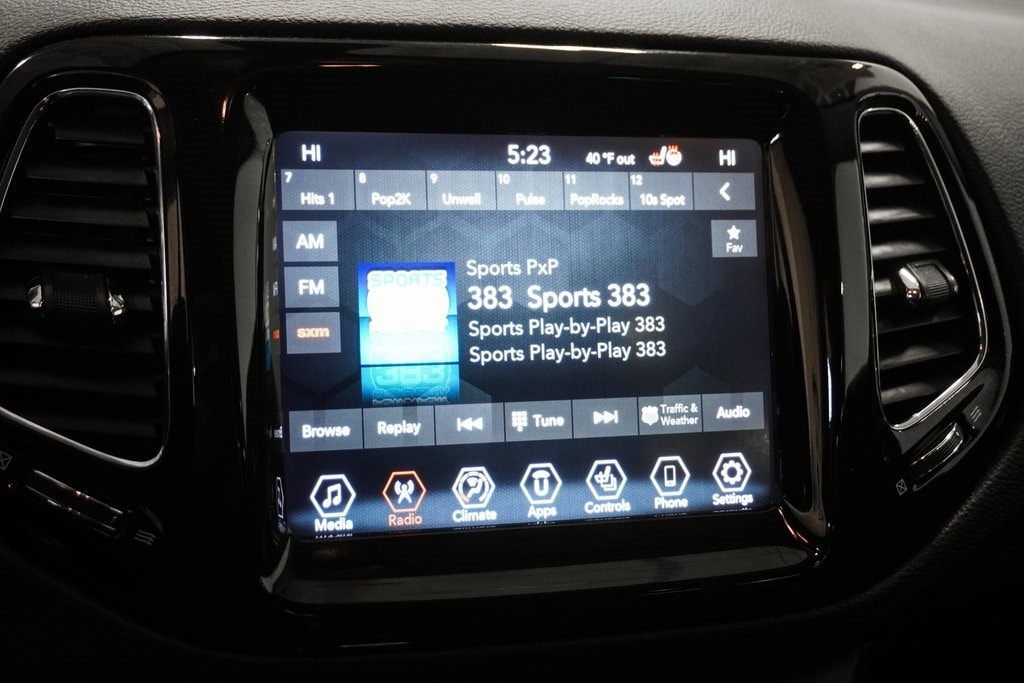 HI 5:23 40 °F out HI
7 Hits 1 8 Pop2K 9 Unwell 10 Pulse 11 PopRocks 12 10s Spot
AM
FM
sxm
Fav
SPORTS
383
Sports PxP
383 Sports 383
Sports Play-by-Play 383
Sports Play-by-Play 383
Browse Replay Tune Traffic & Weather Audio
Media Radio Climate Apps Controls Phone Settings